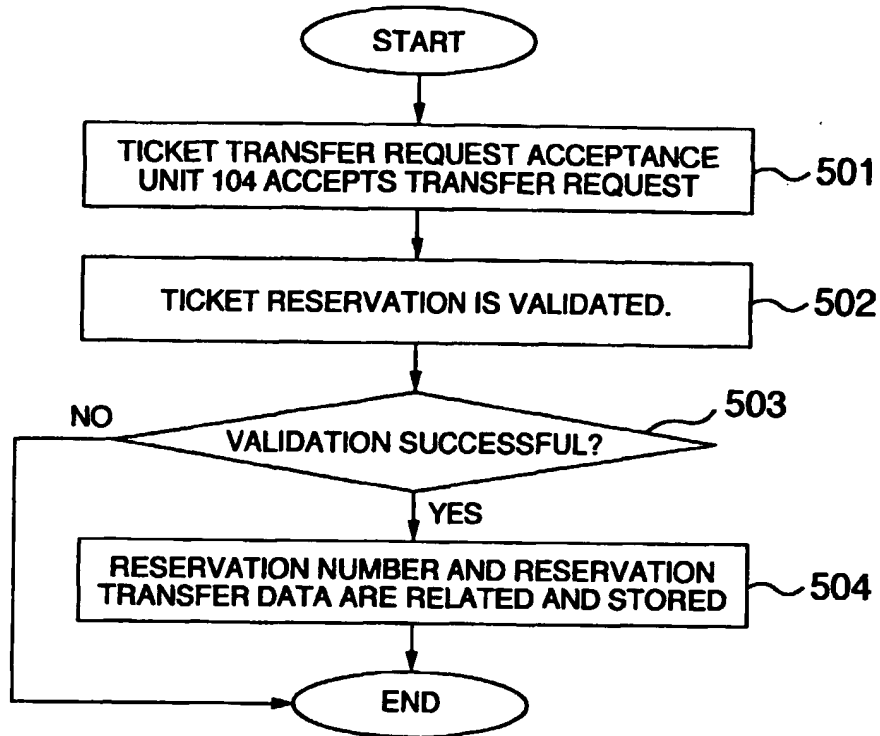 START
TICKET TRANSFER REQUEST ACCEPTANCE
UNIT 104 ACCEPTS TRANSFER REQUEST
501
TICKET RESERVATION IS VALIDATED.
502
503
NO
VALIDATION SUCCESSFUL?
YES
RESERVATION NUMBER AND RESERVATION
TRANSFER DATA ARE RELATED AND STORED
504
END